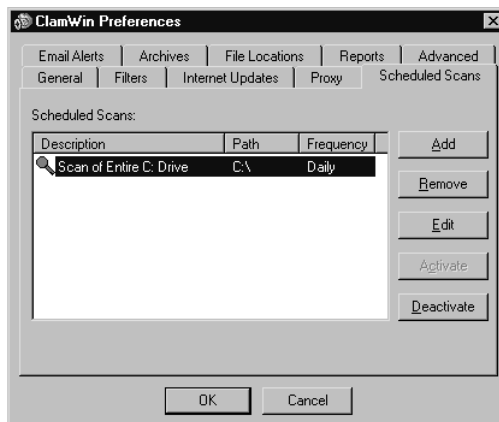 ClamWin Preferences
Email Alerts Archives File Locations Reports Advanced
General Filters Internet Updates Proxy Scheduled Scans
Scheduled Scans:
Description Path Frequency
Scan of Entire C: Drive C:\ Daily
Add
Remove
Edit
Activate
Deactivate
OK Cancel